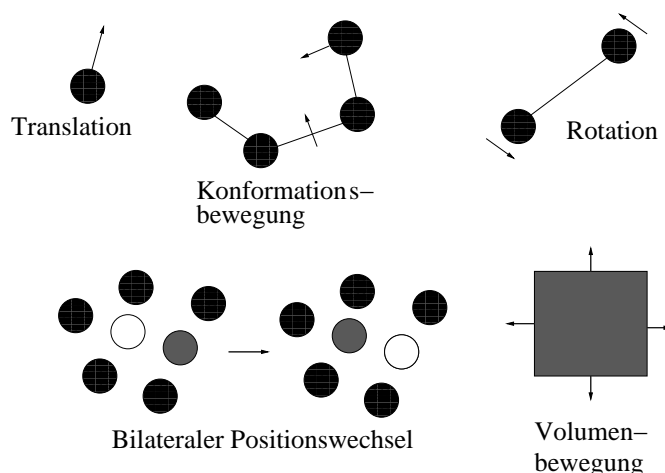 Translation
Rotation
Konformations–
bewegung
Bilateraler Positionswechsel
Volumen–
bewegung